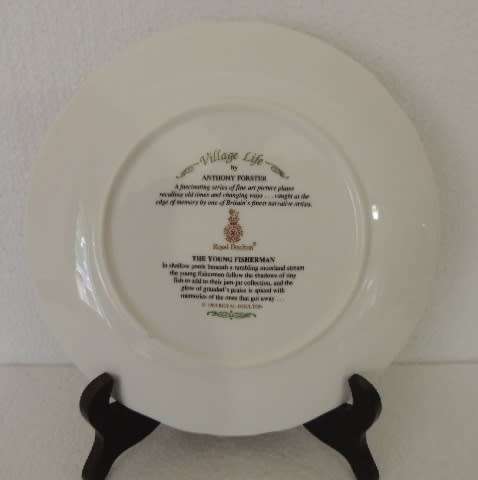 Village Life
by
ANTHONY FORSTER
A fascinating series of fine art picture plates
recalling old times and changing ways . . . caught at the
edge of memory by one of Britain's finest narrative artists.
Royal Doulton®
THE YOUNG FISHERMAN
In shallow pools beneath a tumbling moorland stream
the young fisherman follow the shadows of tiny
fish to add to their jam-jar collection, and the
glow of grandad's praise is spiced with
memories of the ones that got away . . .
© ROYAL DOULTON